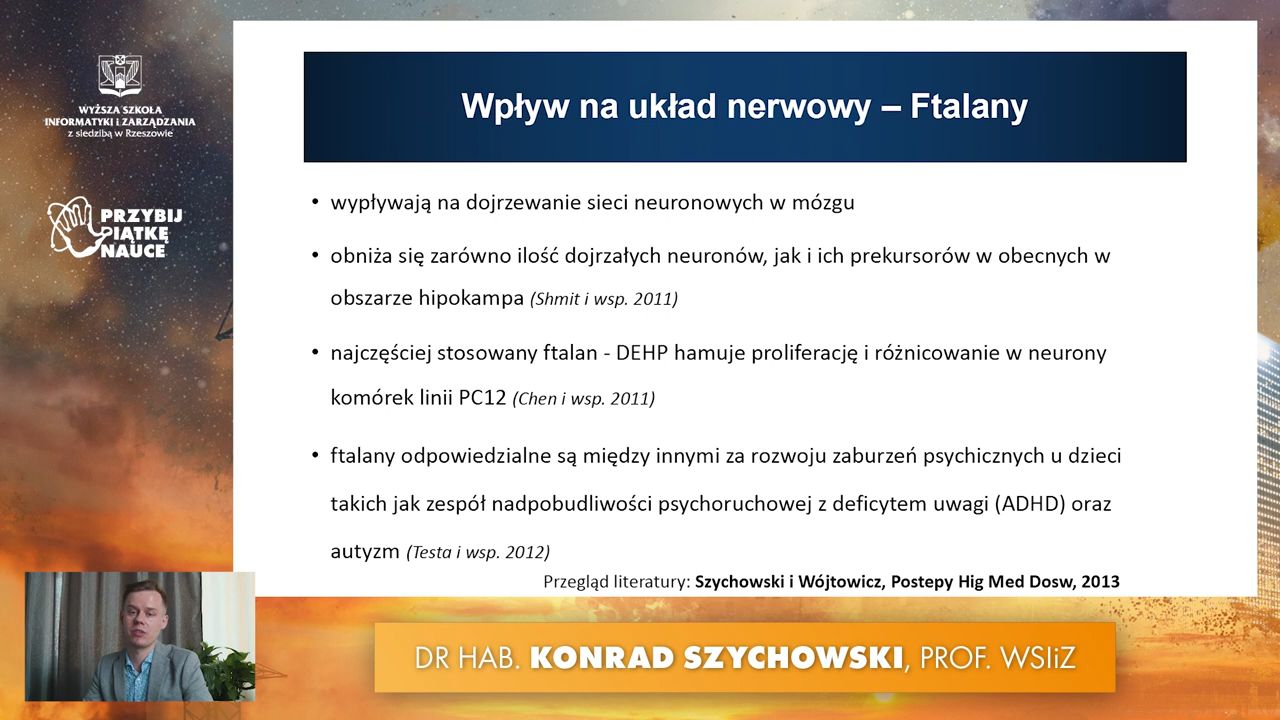 WYŻSZA SZKOŁA
INFORMATYKI i ZARZĄDZANIA
z siedzibą w Rzeszowie
PRZYBIJ
PIĄTKĘ
NAUCE
Wpływ na układ nerwowy – Ftalany
• wypływają na dojrzewanie sieci neuronowych w mózgu
• obniża się zarówno ilość dojrzałych neuronów, jak i ich prekursorów w obecnych w
obszarze hipokampa (Shmit i wsp. 2011)
• najczęściej stosowany ftalan - DEHP hamuje proliferację i różnicowanie w neurony
komórek linii PC12 (Chen i wsp. 2011)
• ftalany odpowiedzialne są między innymi za rozwoju zaburzeń psychicznych u dzieci
takich jak zespół nadpobudliwości psychoruchowej z deficytem uwagi (ADHD) oraz
autyzm (Testa i wsp. 2012)
Przegląd literatury: Szychowski i Wójtowicz, Postepy Hig Med Dosw, 2013
DR HAB. KONRAD SZYCHOWSKI, PROF. WSIiZ